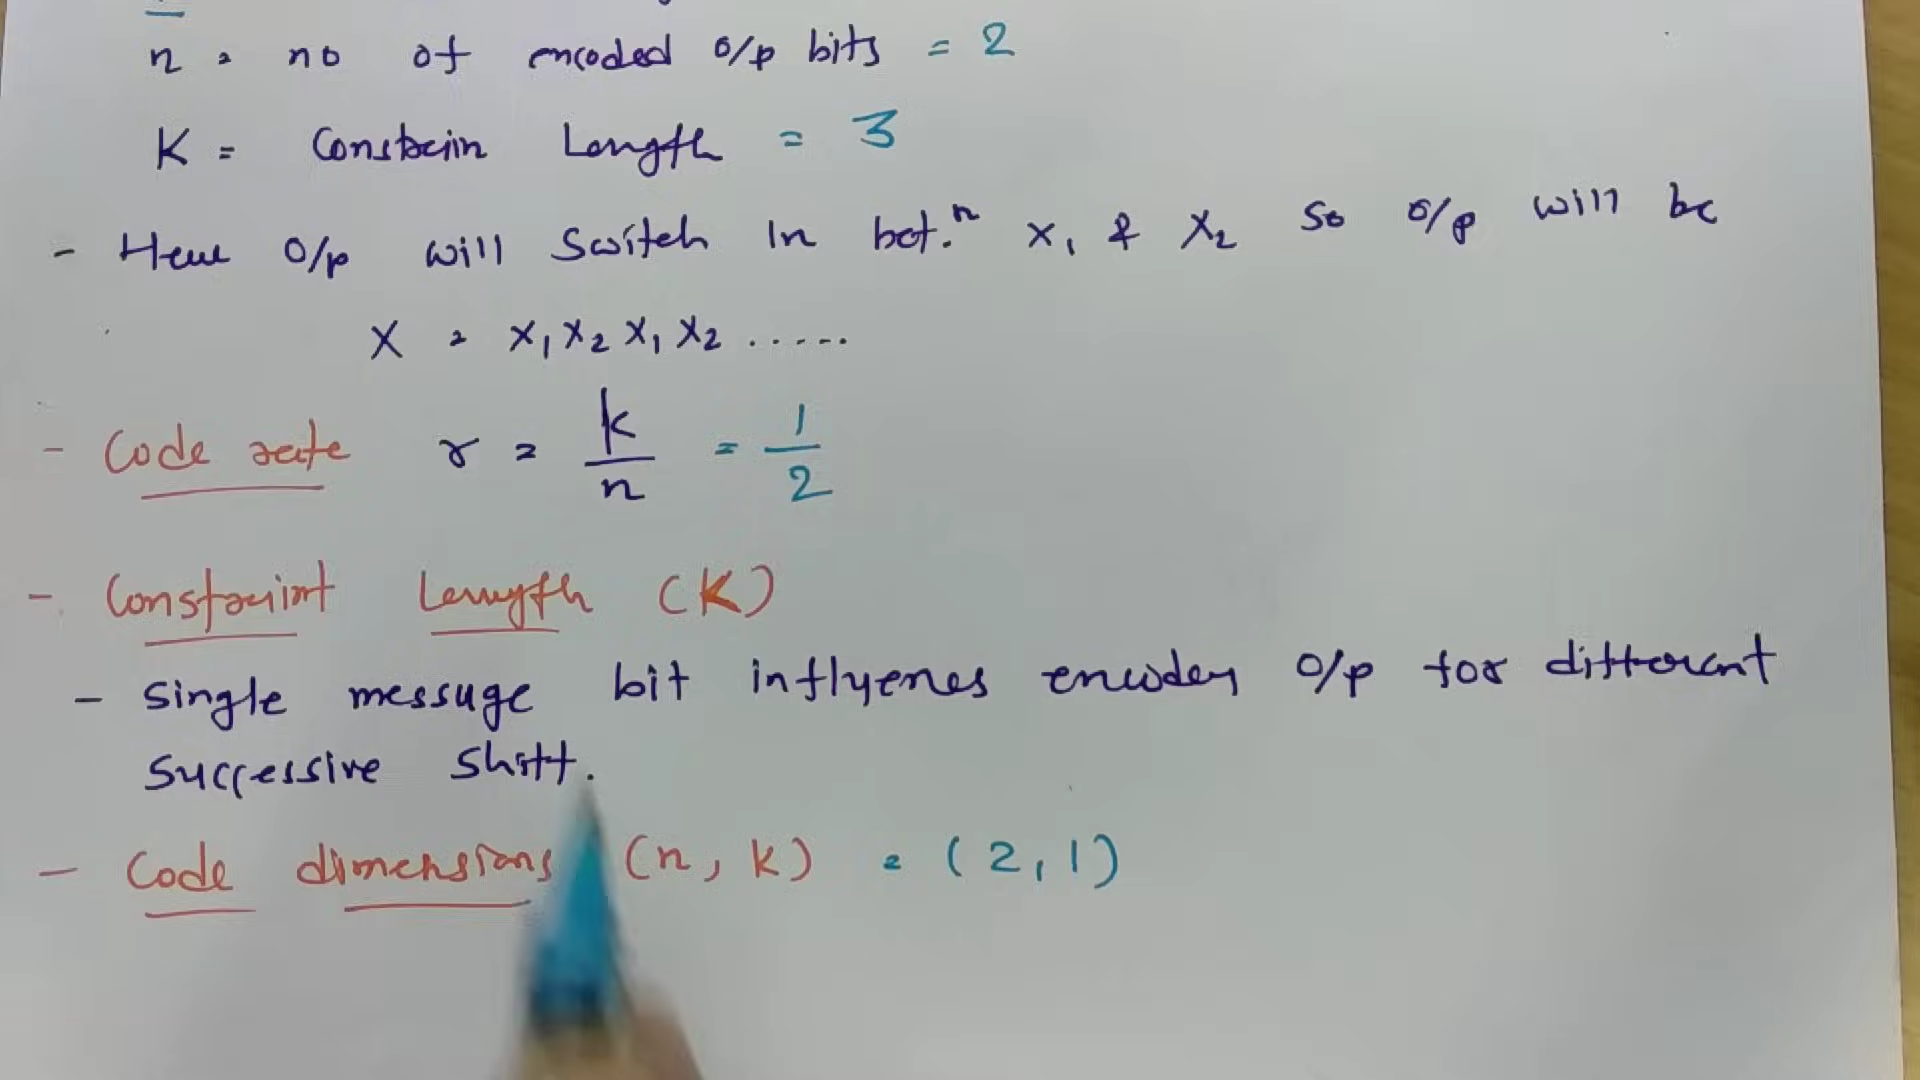 n = no of encoded o/p bits = 2
K = Constrain Length = 3
- Here o/p will switch in bet.ⁿ x₁ & x₂ so o/p will be
X = x₁ x₂ x₁ x₂ .....
- Code rate r = k/n = 1/2
- Constraint Length (K)
- single message bit influenes encoder o/p for different
successive shift.
- Code dimensions (n, k) = (2, 1)